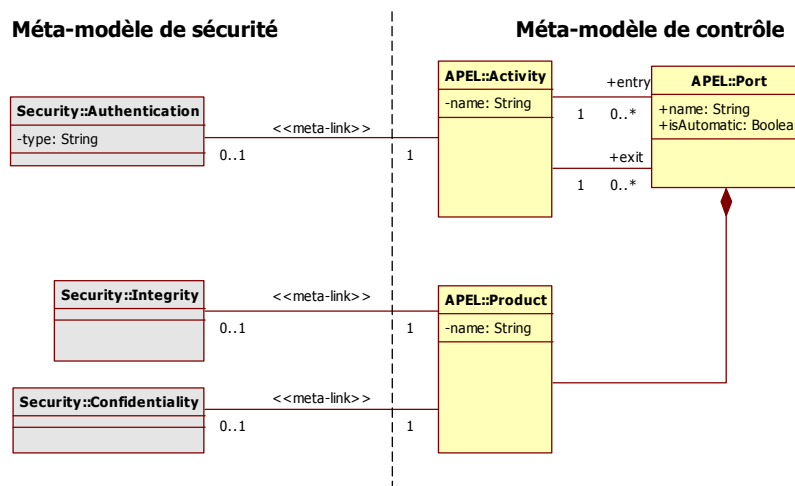 Méta-modèle de sécurité
Méta-modèle de contrôle
APEL::Activity
-name: String
+entry
1
0..*
APEL::Port
+name: String
+isAutomatic: Boolea
Security::Authentication
-type: String
<<meta-link>>
0..1
1
+exit
1
0..*
Security::Integrity
<<meta-link>>
0..1
1
APEL::Product
-name: String
Security::Confidentiality
<<meta-link>>
0..1
1